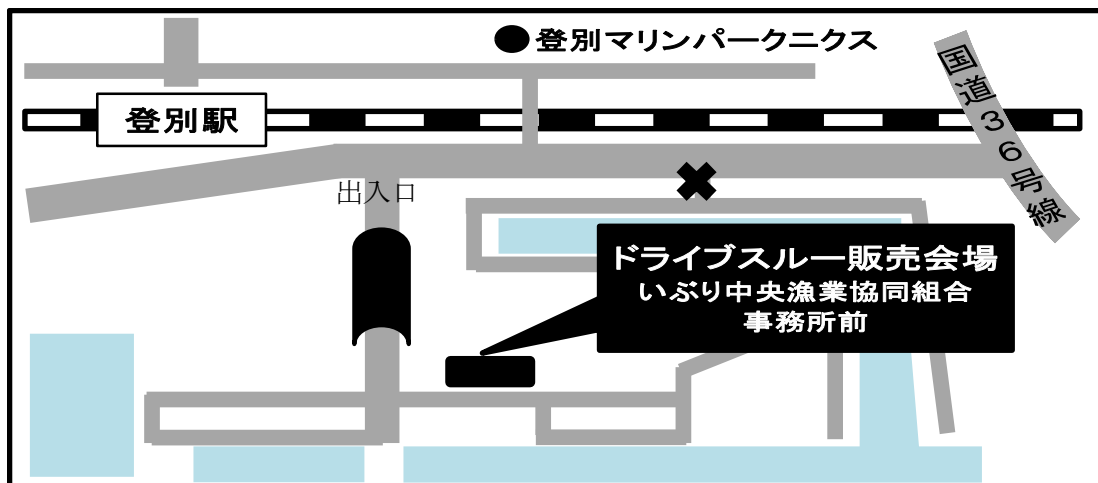 ●登別マリンパークニクス
国道36号線
登別駅
出入口
ドライブスルー販売会場
いぶり中央漁業協同組合
事務所前